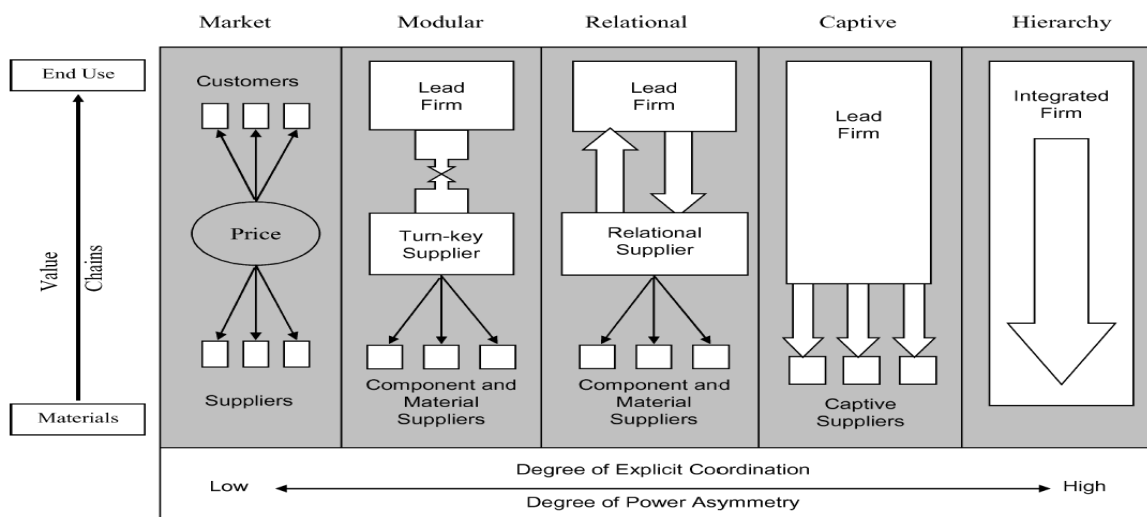 Market
Modular
Relational
Captive
Hierarchy
End Use
Value
Chains
Materials
Customers
Price
Suppliers
Lead
Firm
Turn-key
Supplier
Component and
Material
Suppliers
Lead
Firm
Relational
Supplier
Component and
Material
Suppliers
Lead
Firm
Captive
Suppliers
Integrated
Firm
Degree of Explicit Coordination
Low
High
Degree of Power Asymmetry